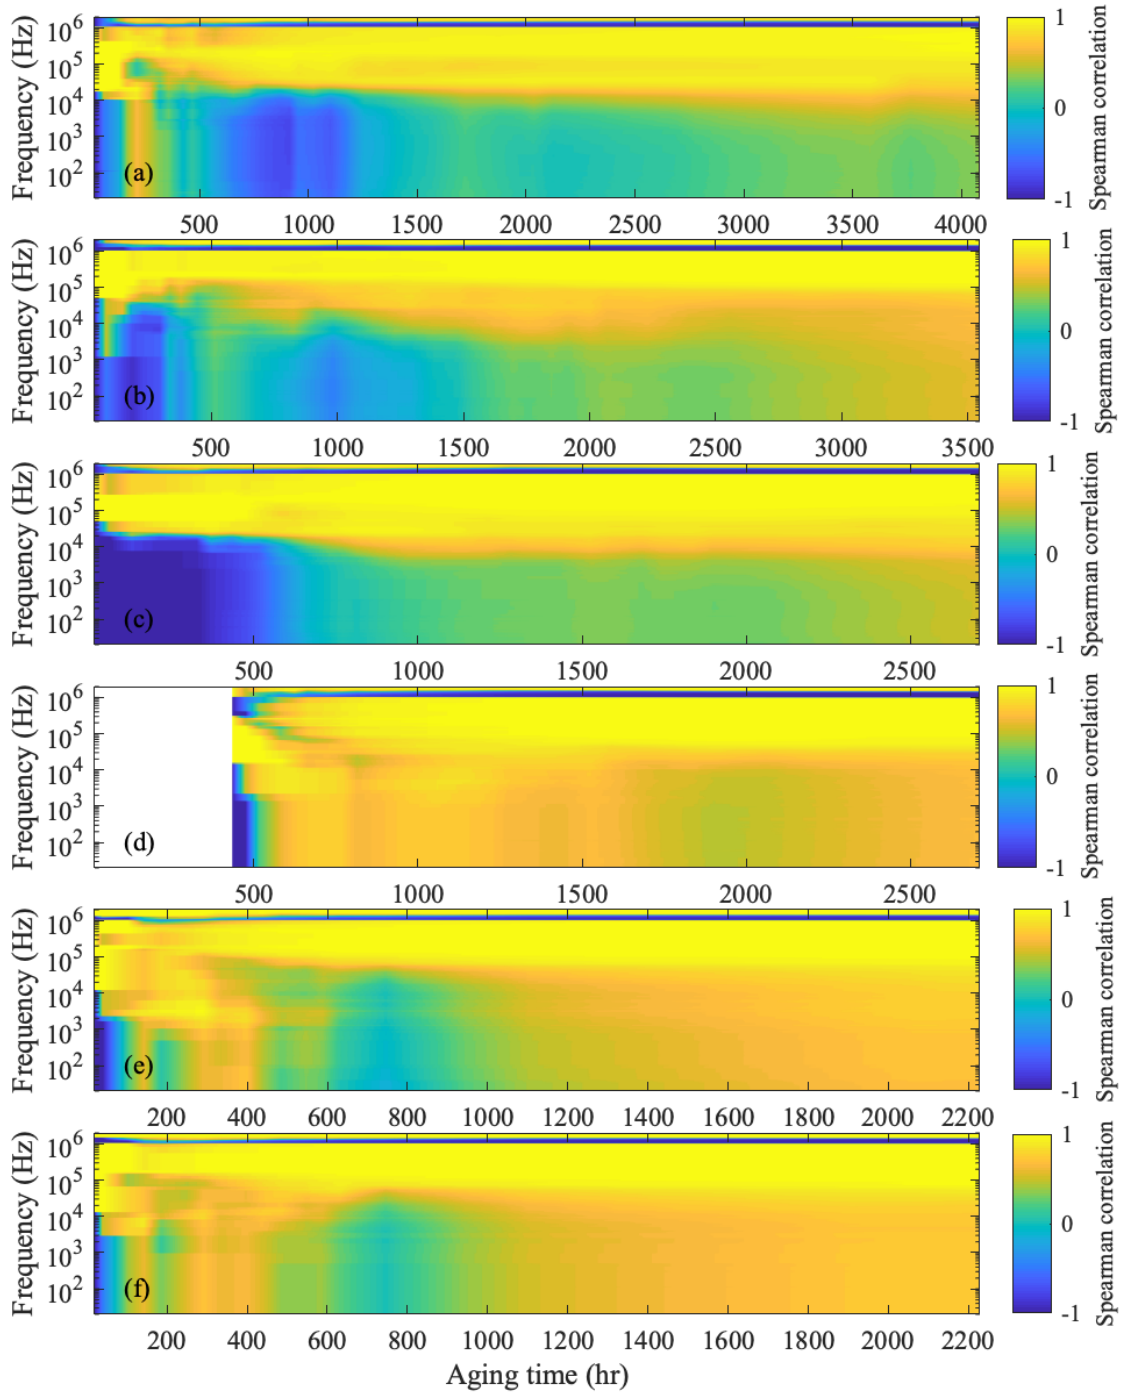 Frequency (Hz)
10^6
10^5
10^4
10^3
10^2
(a)
500 1000 1500 2000 2500 3000 3500 4000
1
0
-1
Spearman correlation
Frequency (Hz)
10^6
10^5
10^4
10^3
10^2
(b)
500 1000 1500 2000 2500 3000 3500
1
0
-1
Spearman correlation
Frequency (Hz)
10^6
10^5
10^4
10^3
10^2
(c)
500 1000 1500 2000 2500
1
0
-1
Spearman correlation
Frequency (Hz)
10^6
10^5
10^4
10^3
10^2
(d)
500 1000 1500 2000 2500
1
0
-1
Spearman correlation
Frequency (Hz)
10^6
10^5
10^4
10^3
10^2
(e)
200 400 600 800 1000 1200 1400 1600 1800 2000 2200
1
0
-1
Spearman correlation
Frequency (Hz)
10^6
10^5
10^4
10^3
10^2
(f)
200 400 600 800 1000 1200 1400 1600 1800 2000 2200
1
0
-1
Spearman correlation
Aging time (hr)